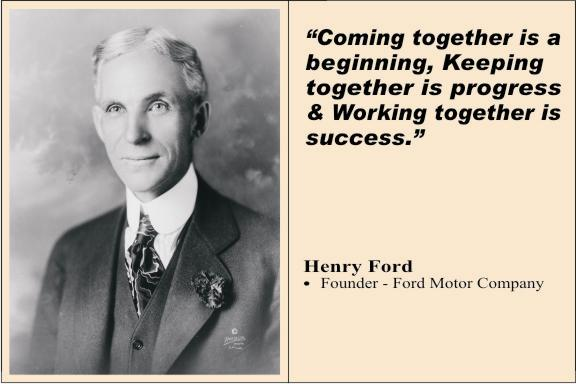 “Coming together is a
beginning, Keeping
together is progress
& Working together is
success.”
Henry Ford
• Founder - Ford Motor Company
©